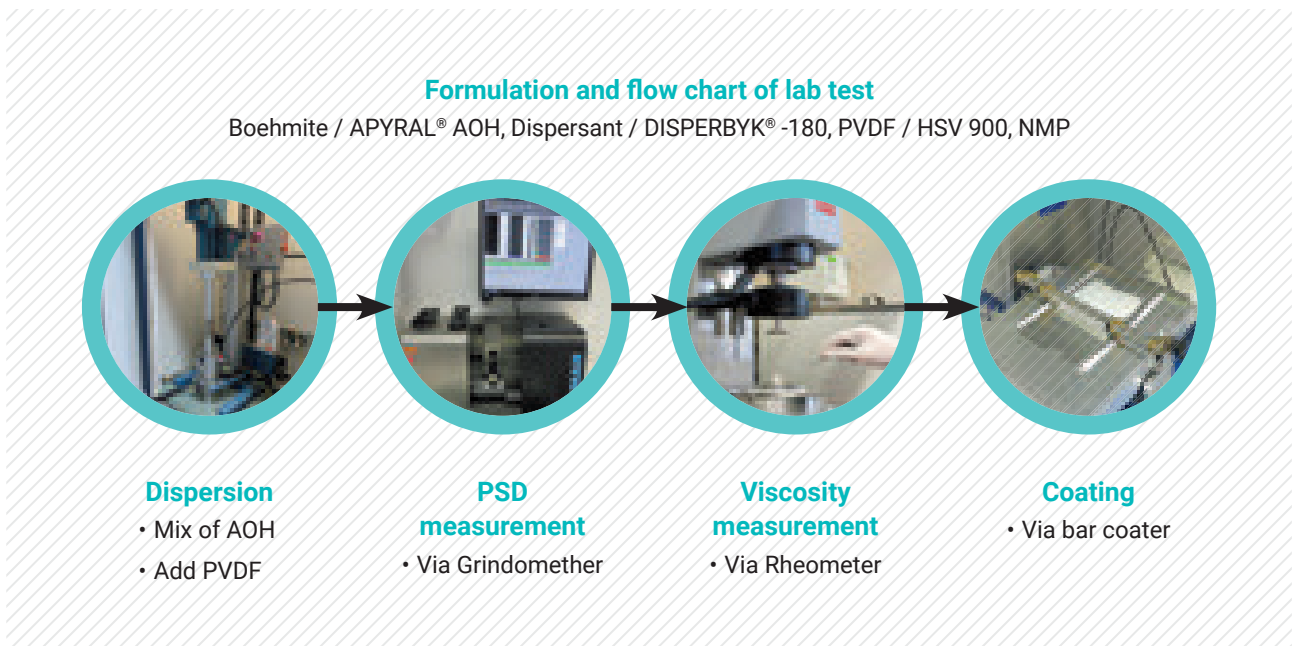 Formulation and flow chart of lab test
Boehmite / APYRAL® AOH, Dispersant / DISPERBYK® -180, PVDF / HSV 900, NMP
Dispersion
• Mix of AOH
• Add PVDF
PSD
measurement
• Via Grindomether
Viscosity
measurement
• Via Rheometer
Coating
• Via bar coater